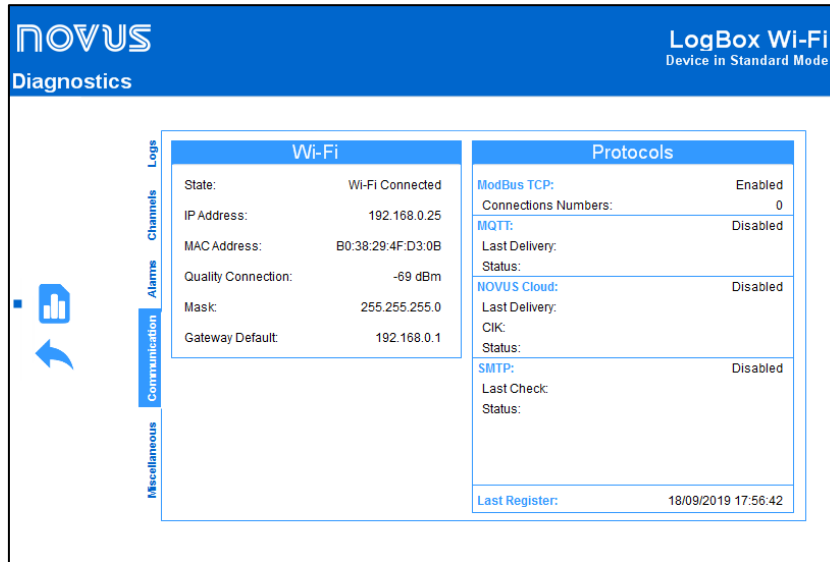 NOVUS
LogBox Wi-Fi
Device in Standard Mode
Diagnostics
Logs
Channels
Alarms
Communication
Miscellaneous
Wi-Fi
State: Wi-Fi Connected
IP Address: 192.168.0.25
MAC Address: B0:38:29:4F:D3:0B
Quality Connection: -69 dBm
Mask: 255.255.255.0
Gateway Default: 192.168.0.1
Protocols
ModBus TCP: Enabled
Connections Numbers: 0
MQTT: Disabled
Last Delivery:
Status:
NOVUS Cloud: Disabled
Last Delivery:
CIK:
Status:
SMTP: Disabled
Last Check:
Status:
Last Register: 18/09/2019 17:56:42